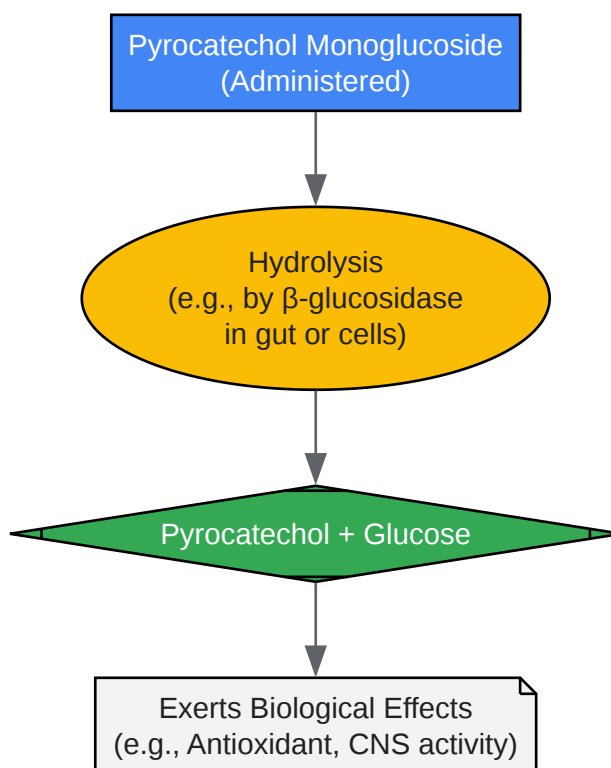 Pyrocatechol Monoglucoside
(Administered)
Hydrolysis
(e.g., by β-glucosidase
in gut or cells)
Pyrocatechol + Glucose
Exerts Biological Effects
(e.g., Antioxidant, CNS activity)